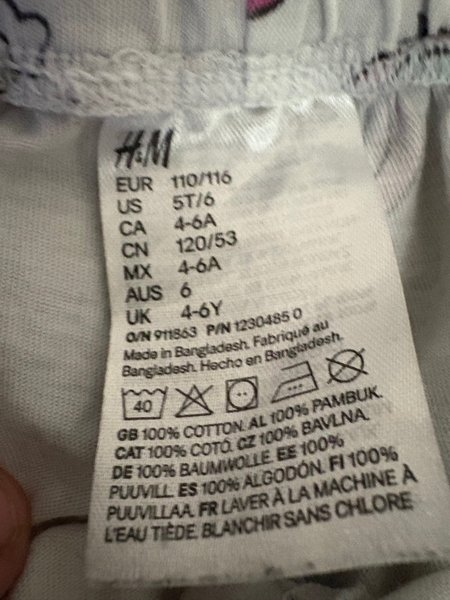 H&M
EUR 110/116
US 5T/6
CA 4-6A
CN 120/53
MX 4-6A
AUS 6
UK 4-6Y
O/N 911863 P/N 1230485 0
Made in Bangladesh. Fabriqué au
Bangladesh. Hecho en Bangladesh.
40
GB 100% COTTON. AL 100% PAMBUK.
CAT 100% COTÓ. CZ 100% BAVLNA.
DE 100% BAUMWOLLE. EE 100%
PUUVILL. ES 100% ALGODÓN. FI 100%
PUUVILLAA. FR LAVER À LA MACHINE À
L'EAU TIÈDE. BLANCHIR SANS CHLORE